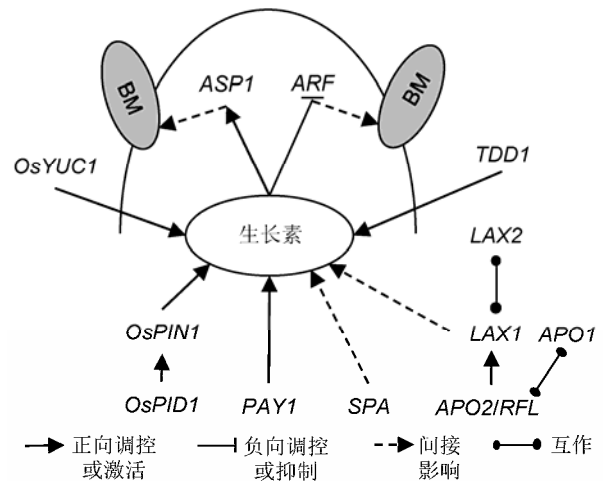 BM
ASP1 ARF
BM
OsYUC1
TDD1
生长素
LAX2
OsPIN1
LAX1 APO1
OsPID1 PAY1 SPA APO2/RFL
正向调控 负向调控 间接 互作
或激活 或抑制 影响